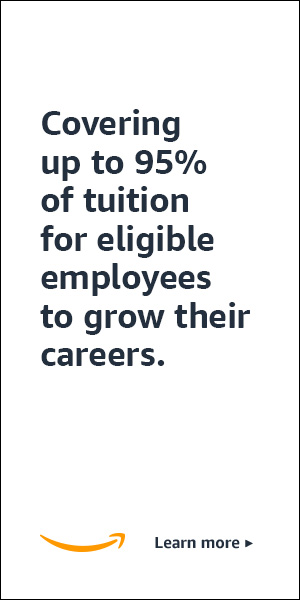 Covering
up to 95%
of tuition
for eligible
employees
to grow their
careers.
Learn more ▸